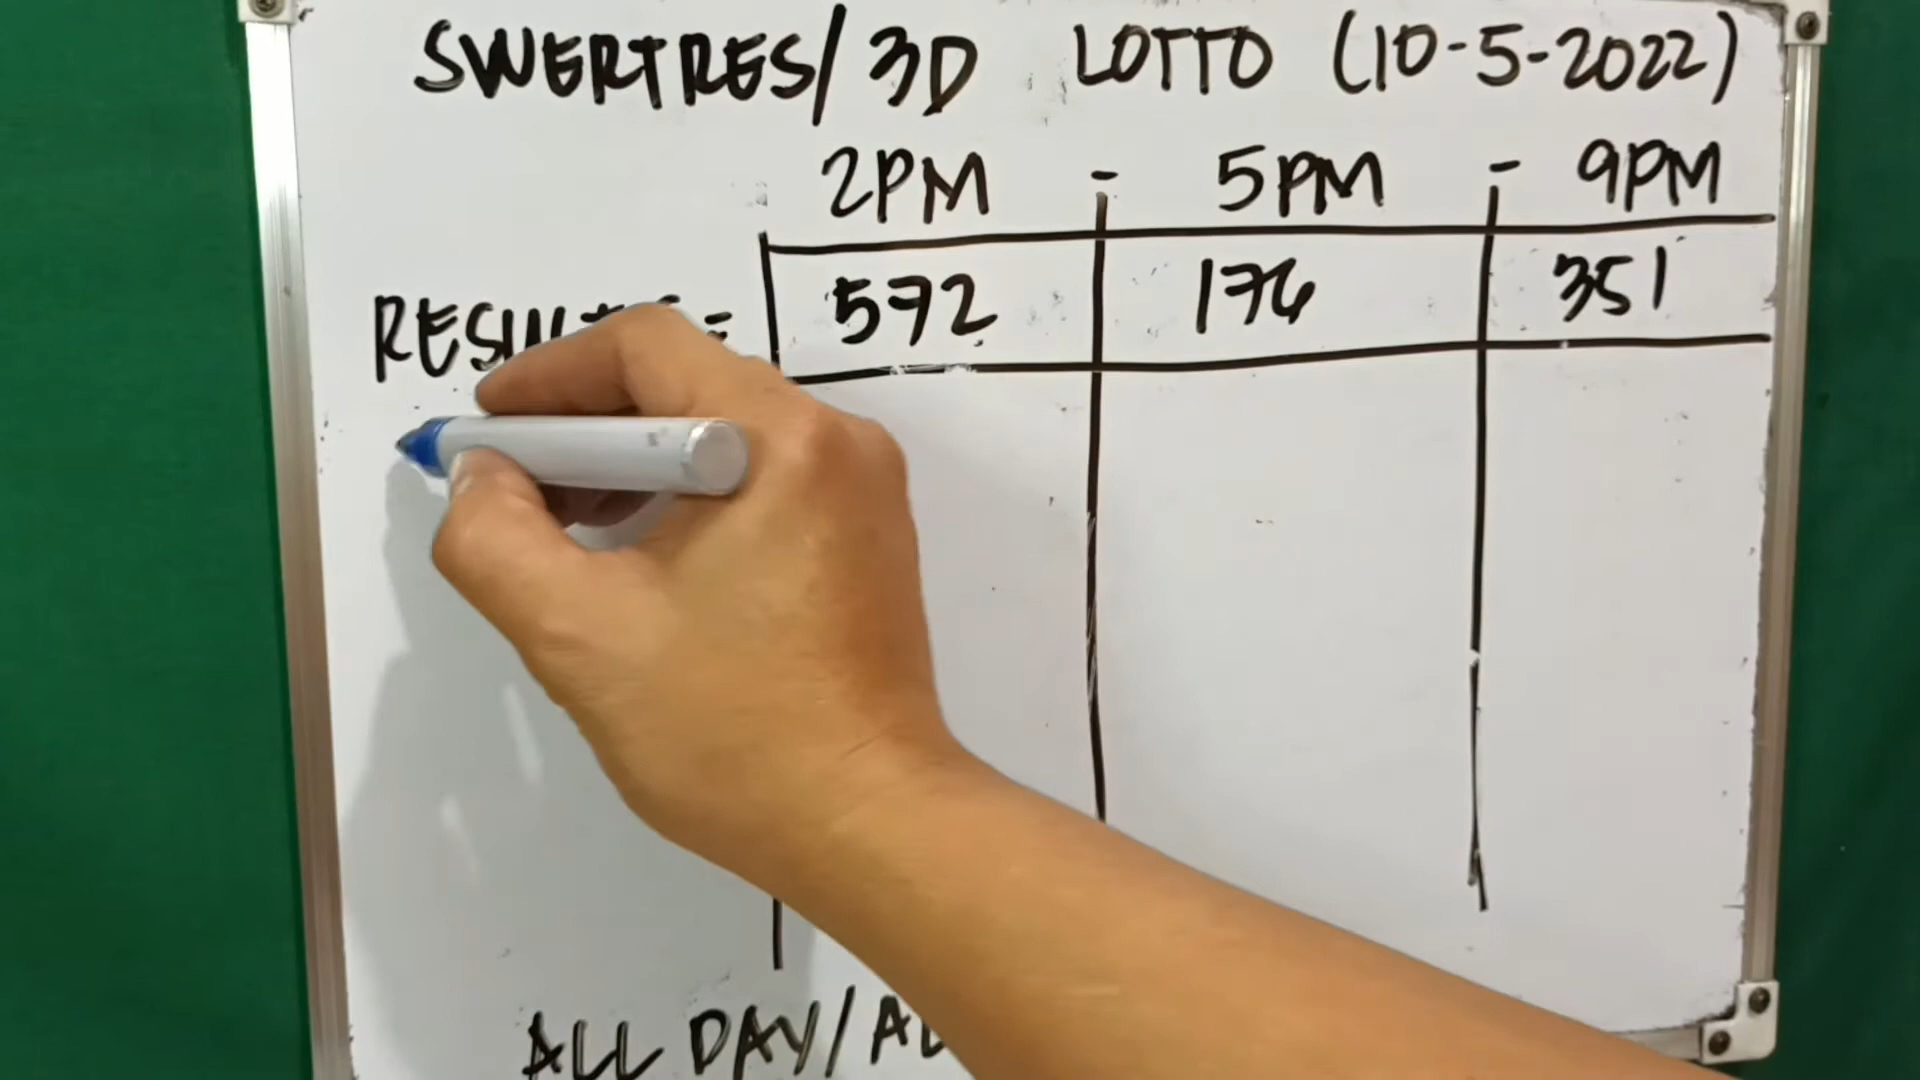 SWERTRES/3D LOTTO (10-5-2022)
2PM - 5PM - 9PM
572 176 351
ALL DAY/